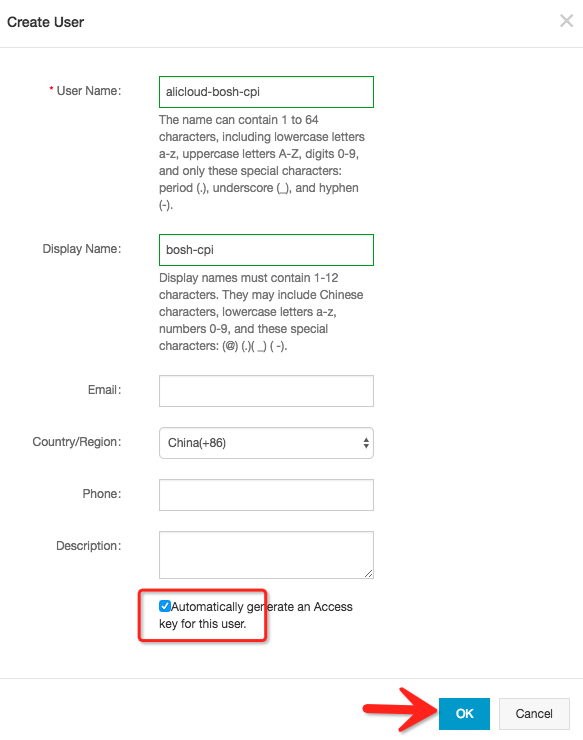 Create User
* User Name:
alicloud-bosh-cpi
The name can contain 1 to 64
characters, including lowercase letters
a-z, uppercase letters A-Z, digits 0-9,
and only these special characters:
period (.), underscore (_), and hyphen
(-).
Display Name:
bosh-cpi
Display names must contain 1-12
characters. They may include Chinese
characters, lowercase letters a-z,
numbers 0-9, and these special
characters: (@) (.)( _) ( -).
Email:
Country/Region:
China(+86)
Phone:
Description:
Automatically generate an Access
key for this user.
OK
Cancel